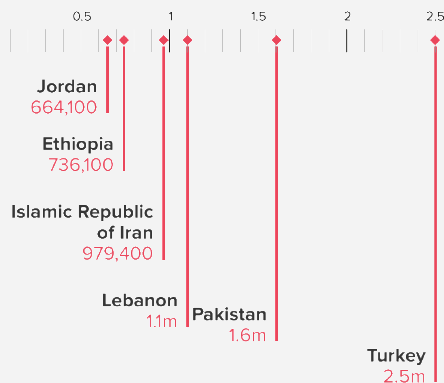 0.5 1 1.5 2 2.5
Jordan
664,100
Ethiopia
736,100
Islamic Republic
of Iran
979,400
Lebanon
1.1m
Pakistan
1.6m
Turkey
2.5m